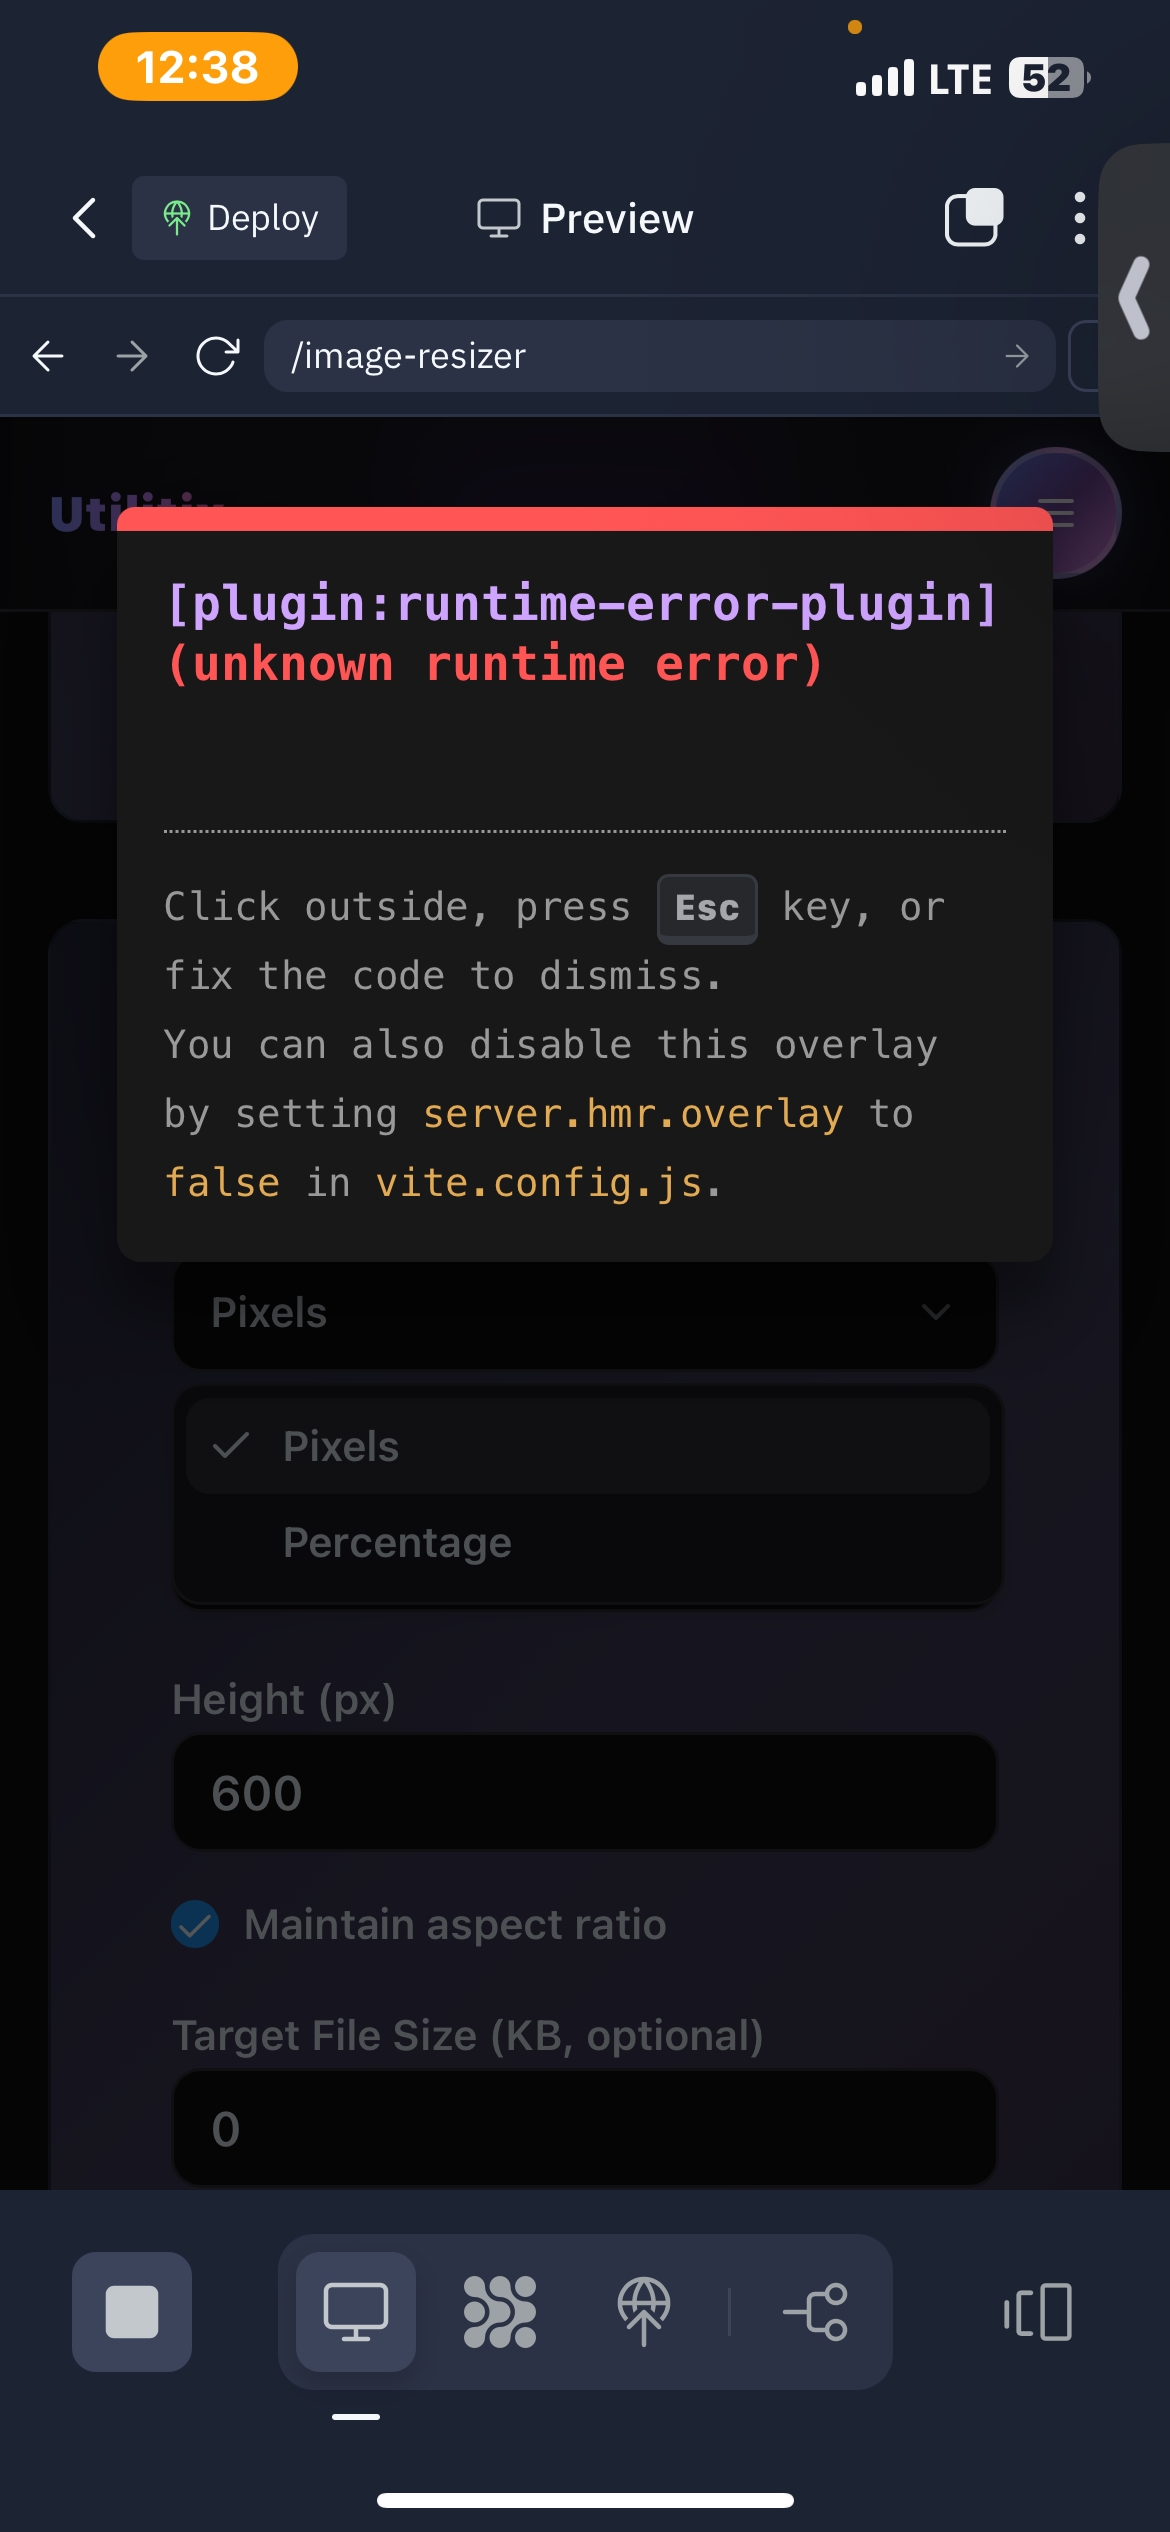 12:38
LTE 52
Deploy
Preview
/image-resizer
[plugin:runtime-error-plugin]
(unknown runtime error)
Click outside, press Esc key, or
fix the code to dismiss.
You can also disable this overlay
by setting server.hmr.overlay to
false in vite.config.js.
Pixels
Pixels
Percentage
Height (px)
600
Maintain aspect ratio
Target File Size (KB, optional)
0